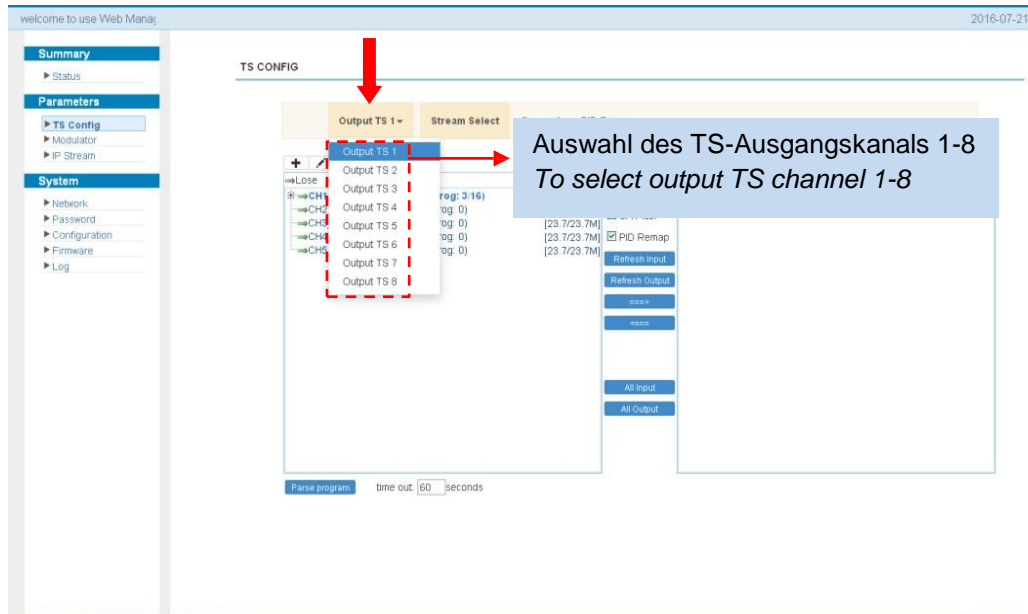 welcome to use Web Manag
2016-07-21
Summary
Status
Parameters
TS Config
Modulator
IP Stream
System
Network
Password
Configuration
Firmware
Log
TS CONFIG
Output TS 1
Stream Select
Output TS 1
Output TS 2
Output TS 3
Output TS 4
Output TS 5
Output TS 6
Output TS 7
Output TS 8
Auswahl des TS-Ausgangskanals 1-8
To select output TS channel 1-8
⇒Lose
⇒CH1 rog: 3/16)
⇒CH2 rog: 0)
⇒CH3 rog: 0) [23.7/23.7M]
⇒CH4 rog: 0) [23.7/23.7M]
⇒CH5 rog: 0) [23.7/23.7M]
PID Remap
Refresh Input
Refresh Output
===>
<===
All Input
All Output
Parse program time out: 60 seconds